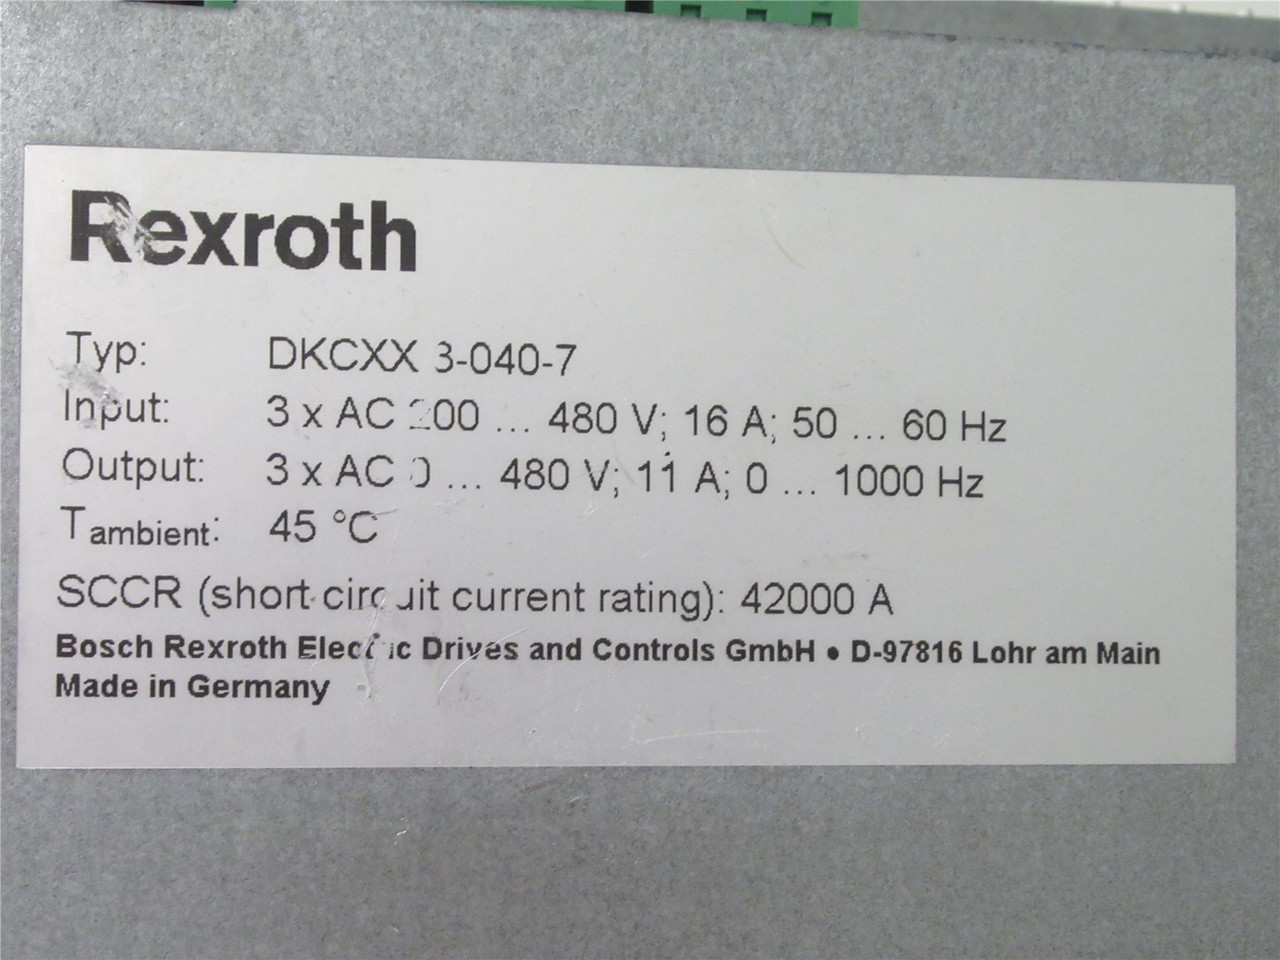 Rexroth
Typ: DKCXX 3-040-7
Input: 3 x AC 200 ... 480 V; 16 A; 50 ... 60 Hz
Output: 3 x AC 0 ... 480 V; 11 A; 0 ... 1000 Hz
Tambient: 45 °C
SCCR (short circuit current rating): 42000 A
Bosch Rexroth Electric Drives and Controls GmbH • D-97816 Lohr am Main
Made in Germany